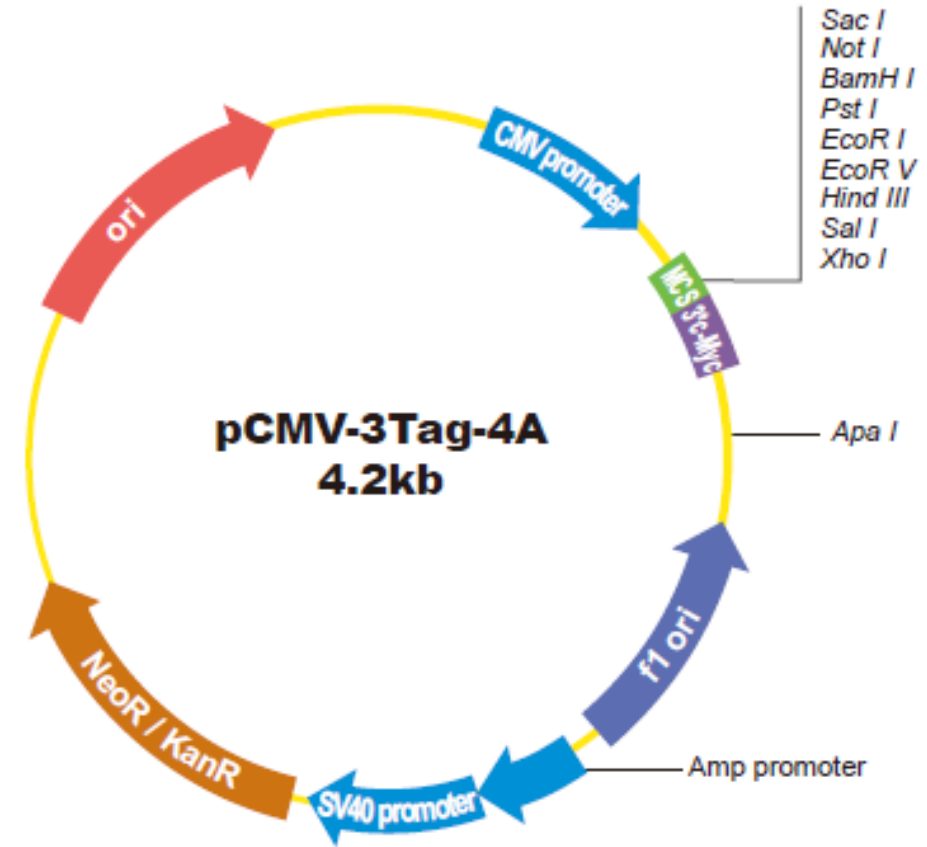 Sac I
Not I
BamH I
Pst I
EcoR I
EcoR V
Hind III
Sal I
Xho I
CMV promoter
ori
MCS
3*c-Myc
pCMV-3Tag-4A
4.2kb
Apa I
f1 ori
NeoR / KanR
Amp promoter
SV40 promoter